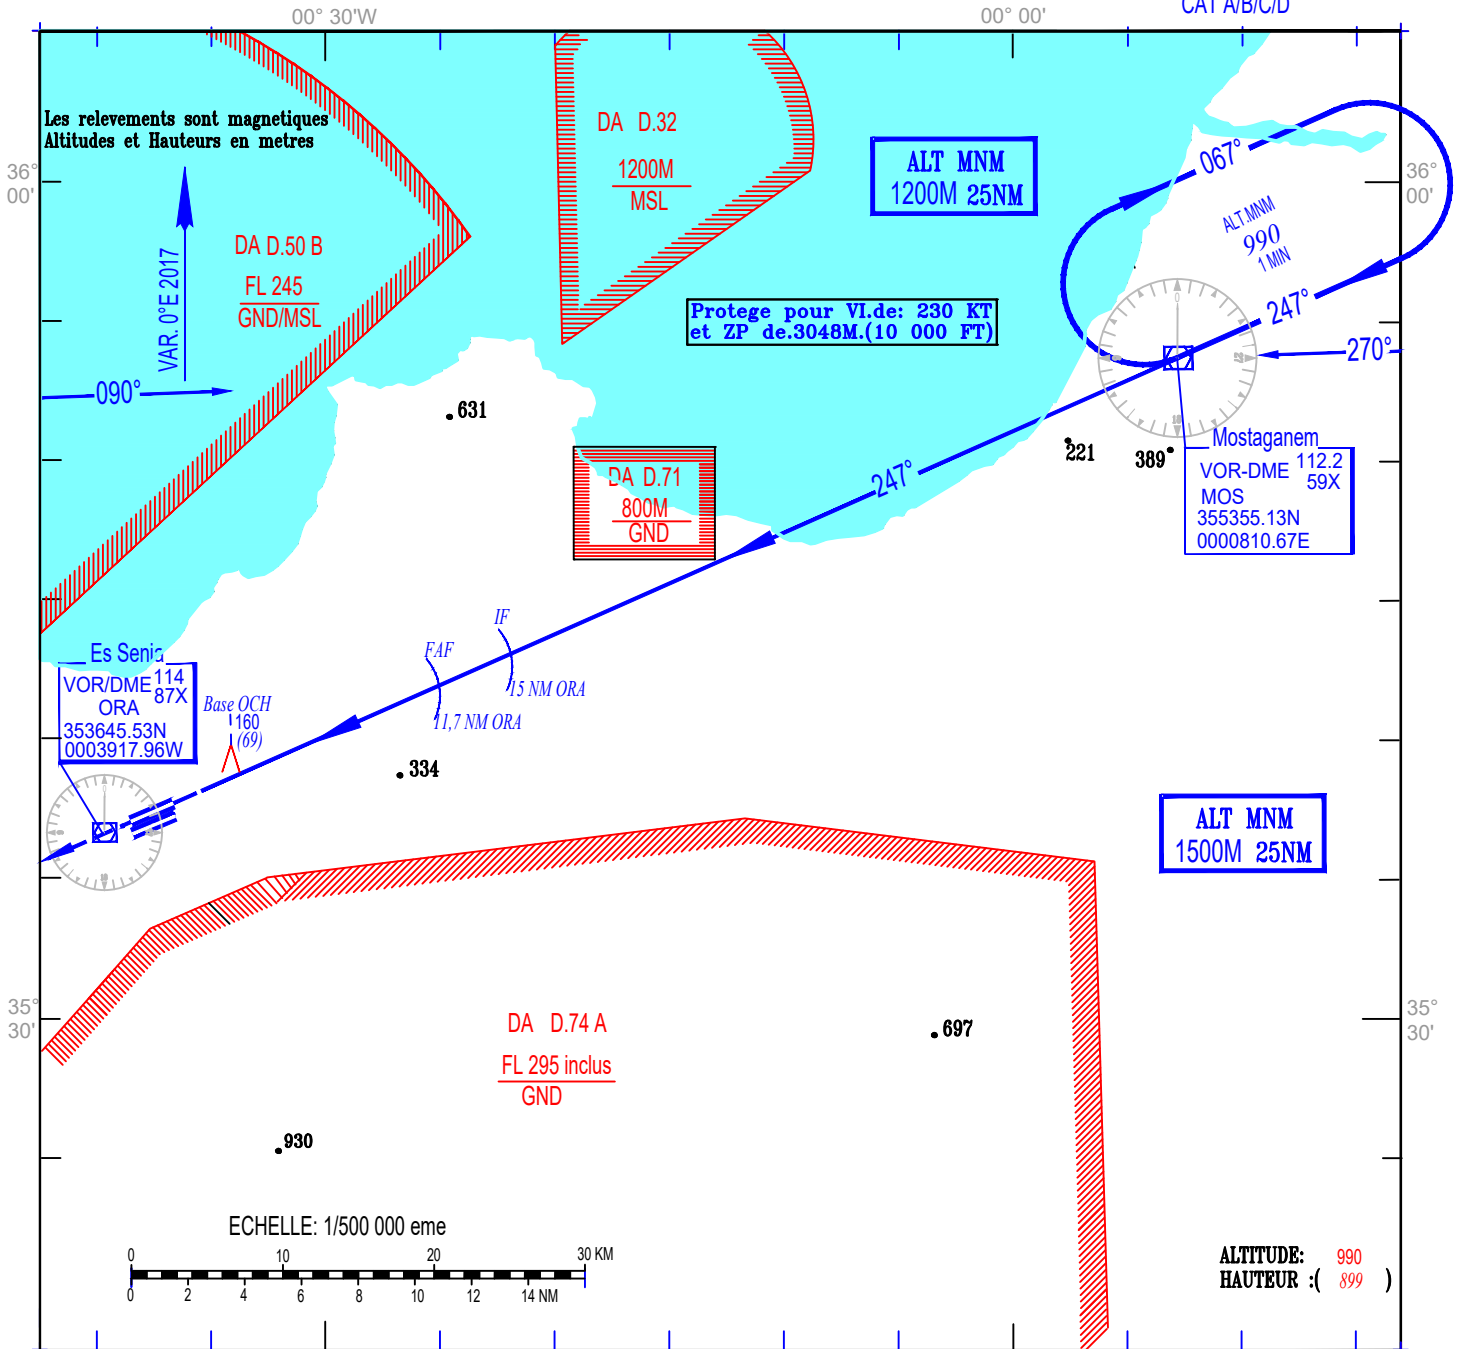 00° 30'W
00° 00'
CAT A/B/C/D
Les relevements sont magnetiques
Altitudes et Hauteurs en metres
36°
00'
36°
00'
VAR. 0°E 2017
DA D.50 B
FL 245
GND/MSL
DA D.32
1200M
MSL
ALT MNM
1200M 25NM
067°
ALT.MNM
990
1 MIN
247°
270°
Protege pour VI.de: 230 KT
et ZP de.3048M.(10 000 FT)
090°
631
221
389
Mostaganem
VOR-DME 112.2
59X
MOS
355355.13N
0000810.67E
247°
DA D.71
800M
GND
IF
15 NM ORA
FAF
11,7 NM ORA
Es Senia
VOR/DME 114
87X
ORA
353645.53N
0003917.96W
Base OCH
160
(69)
334
ALT MNM
1500M 25NM
35°
30'
35°
30'
DA D.74 A
FL 295 inclus
GND
697
930
ECHELLE: 1/500 000 eme
0 10 20 30 KM
0 2 4 6 8 10 12 14 NM
ALTITUDE: 990
HAUTEUR :( 899 )